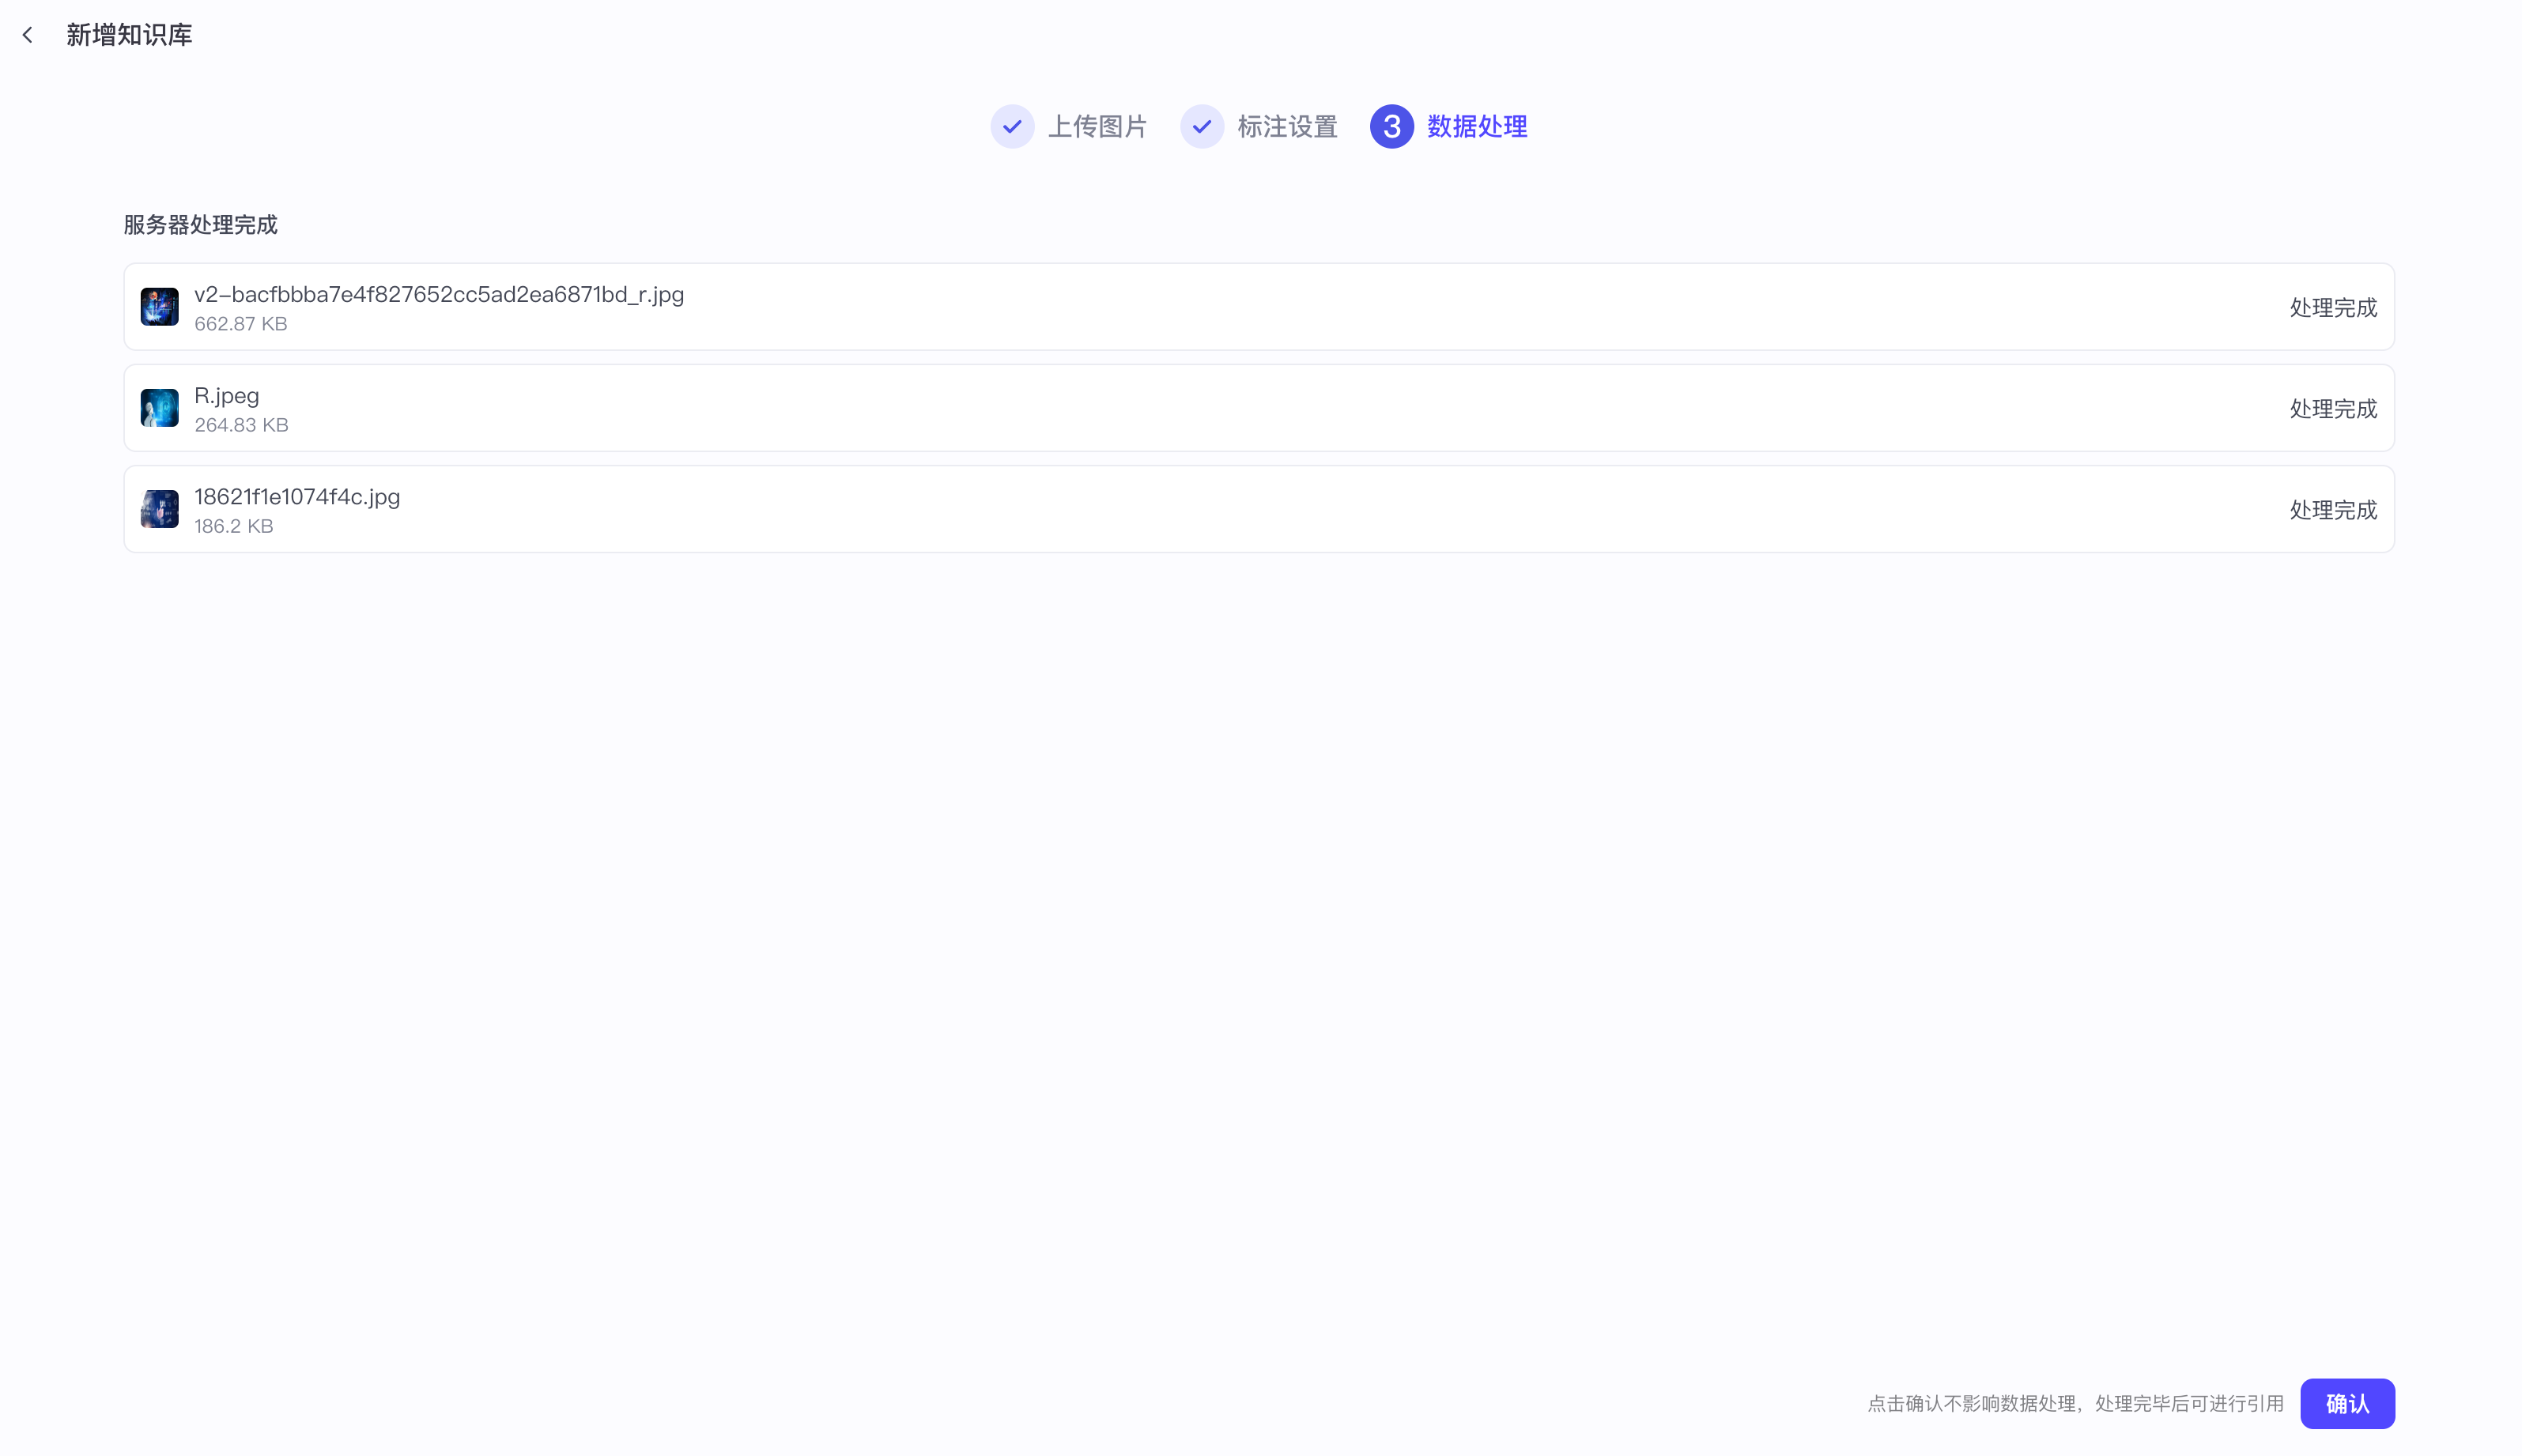 新增知识库
上传图片 标注设置 3 数据处理
服务器处理完成
v2-bacfbbba7e4f827652cc5ad2ea6871bd_r.jpg
662.87 KB
处理完成
R.jpeg
264.83 KB
处理完成
18621f1e1074f4c.jpg
186.2 KB
处理完成
点击确认不影响数据处理，处理完毕后可进行引用 确认